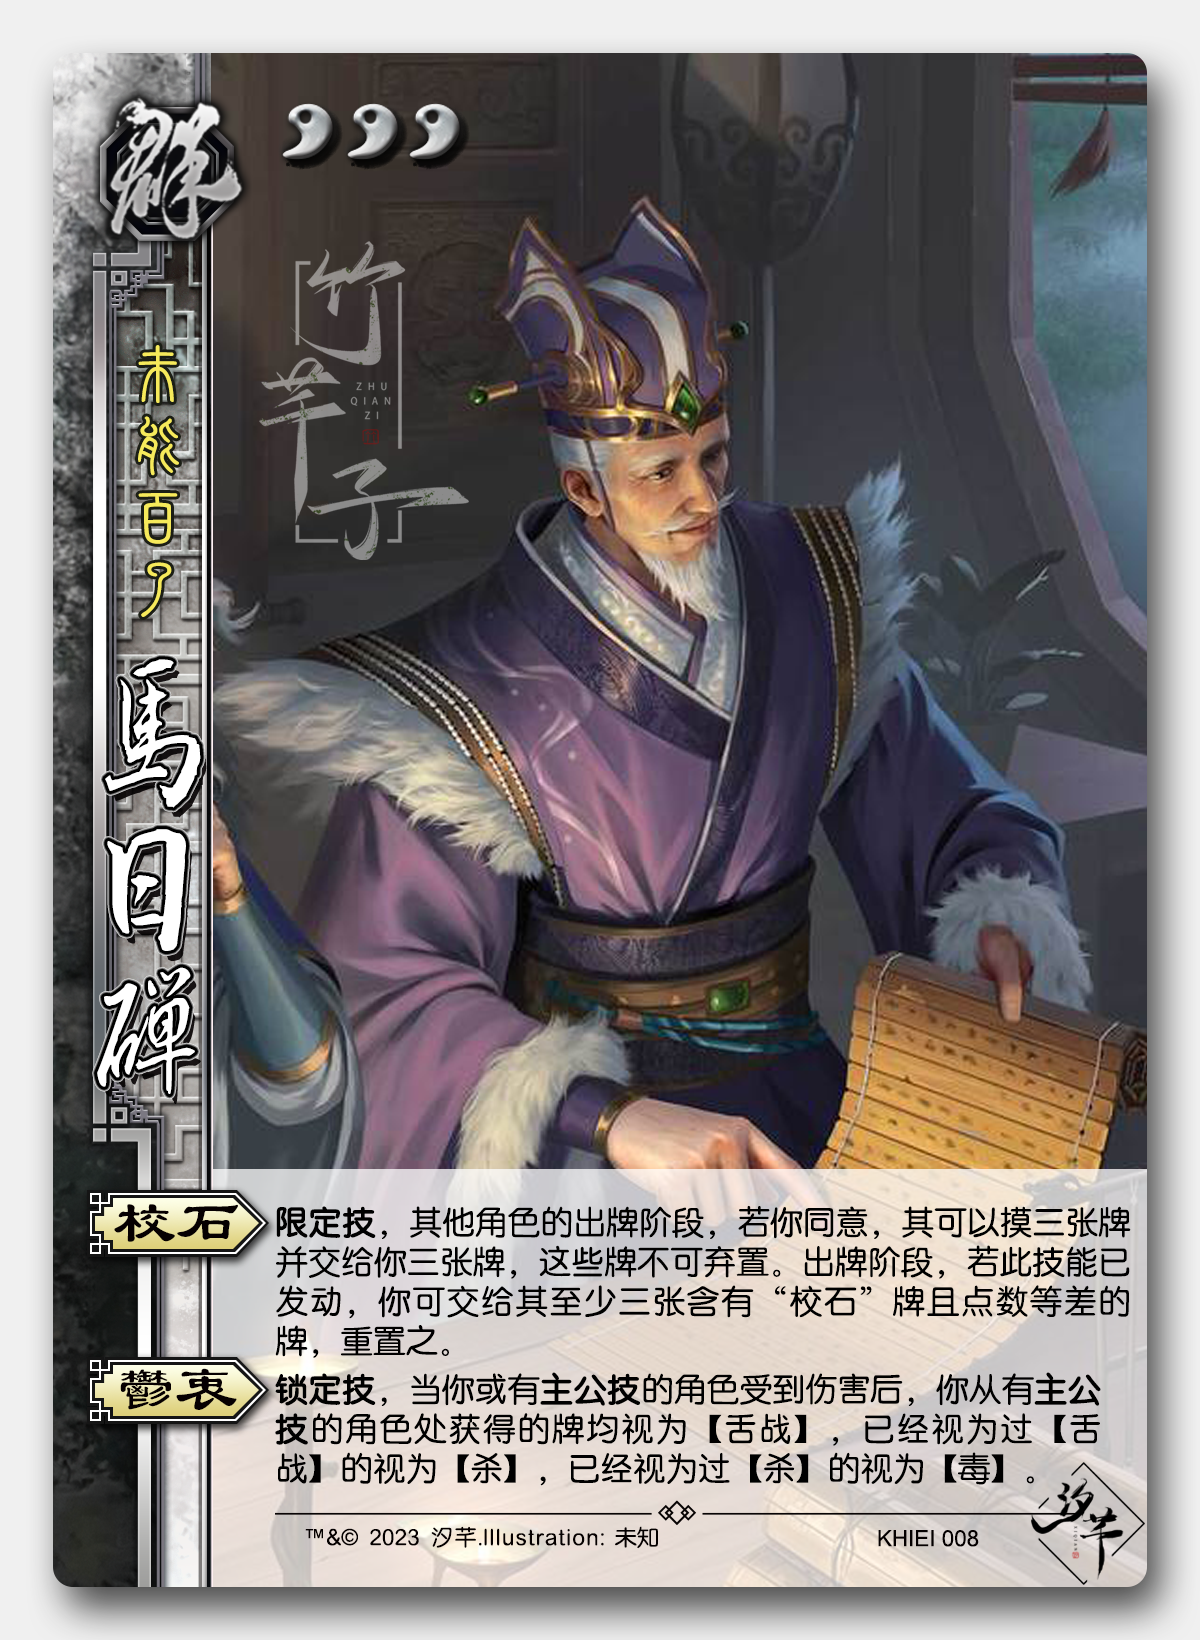 群
未能百了
馬日磾
竹芊子
ZHU
QIAN
ZI
校石
限定技，其他角色的出牌阶段，若你同意，其可以摸三张牌
并交给你三张牌，这些牌不可弃置。出牌阶段，若此技能已
发动，你可交给其至少三张含有“校石”牌且点数等差的
牌，重置之。
鬱衷
锁定技，当你或有主公技的角色受到伤害后，你从有主公
技的角色处获得的牌均视为【舌战】，已经视为过【舌
战】的视为【杀】，已经视为过【杀】的视为【毒】。
™&© 2023 汐芊.Illustration: 未知
KHIEI 008
汐芊